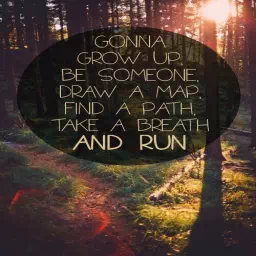 GONNA
GROW UP,
BE SOMEONE,
DRAW A MAP,
FIND A PATH,
TAKE A BREATH
AND RUN